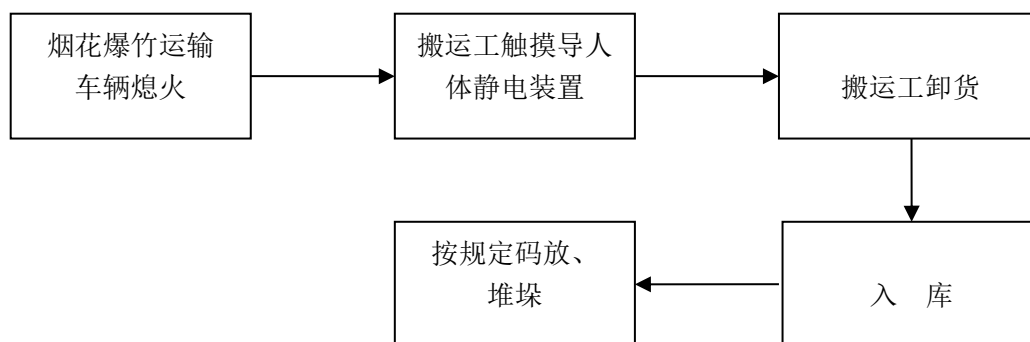 烟花爆竹运输
车辆熄火
搬运工触摸导人
体静电装置
搬运工卸货
按规定码放、
堆垛
入 库